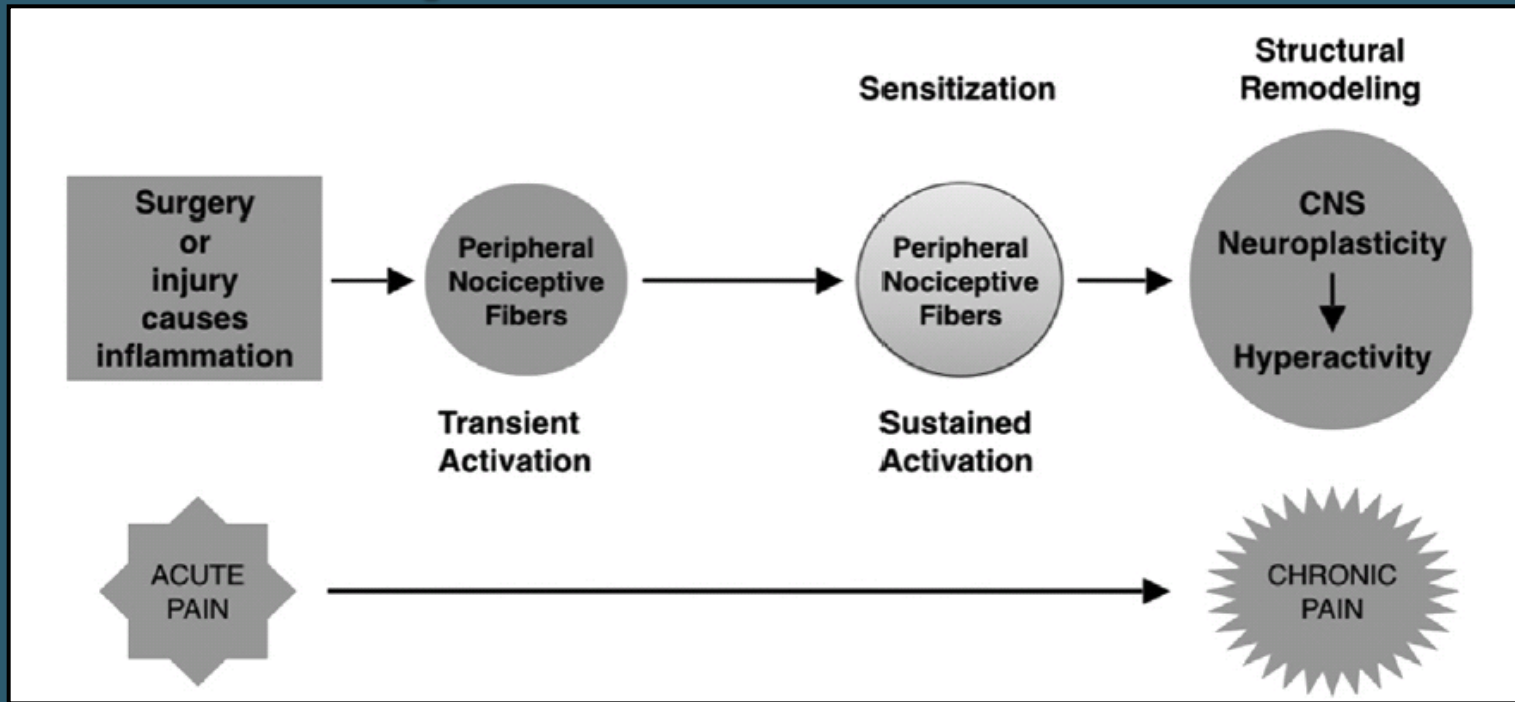 Surgery
or
injury
causes
inflammation
Peripheral
Nociceptive
Fibers
Transient
Activation
Sensitization
Peripheral
Nociceptive
Fibers
Sustained
Activation
Structural
Remodeling
CNS
Neuroplasticity
Hyperactivity
ACUTE
PAIN
CHRONIC
PAIN